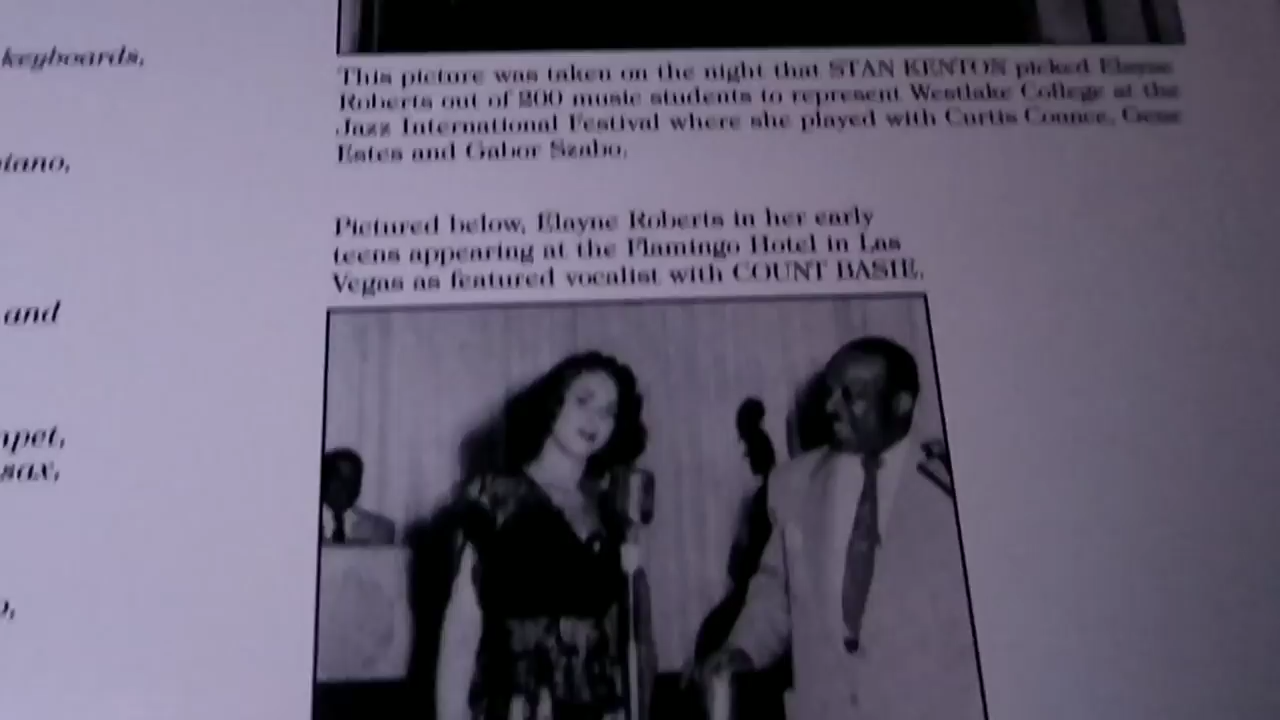 keyboards,
piano,
and
mpet,
sax,
o,
This picture was taken on the night that STAN KENTON picked Elayne
Roberts out of 200 music students to represent Westlake College at the
Jazz International Festival where she played with Curtis Counce, Gene
Estes and Gabor Szabo.
Pictured below, Elayne Roberts in her early
teens appearing at the Flamingo Hotel in Las
Vegas as featured vocalist with COUNT BASIE.